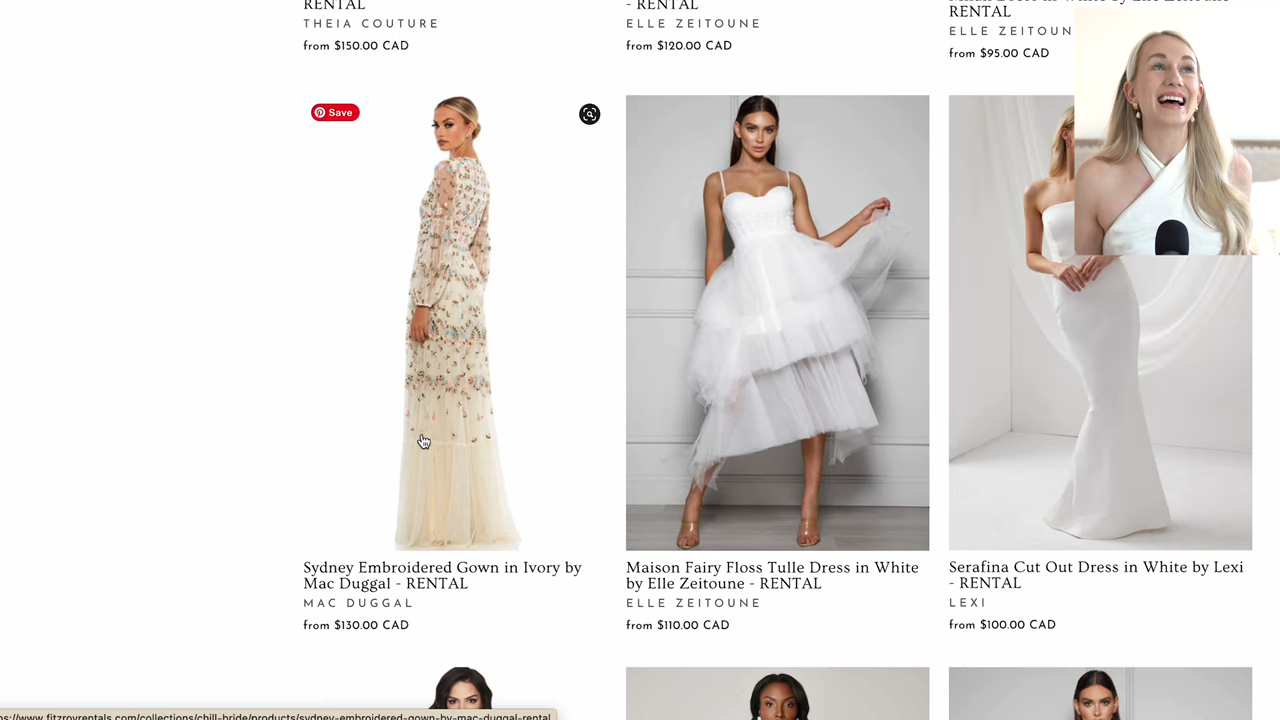 RENTAL
THEIA COUTURE
from $150.00 CAD
- RENTAL
ELLE ZEITOUNE
from $120.00 CAD
RENTAL
ELLE ZEITOUN
from $95.00 CAD
Save
Sydney Embroidered Gown in Ivory by
Mac Duggal - RENTAL
MAC DUGGAL
from $130.00 CAD
Maison Fairy Floss Tulle Dress in White
by Elle Zeitoune - RENTAL
ELLE ZEITOUNE
from $110.00 CAD
Serafina Cut Out Dress in White by Lexi
- RENTAL
LEXI
from $100.00 CAD
ps://www.fitzroyrentals.com/collections/chill-bride/products/sydney-embroidered-gown-by-mac-duggal-rental